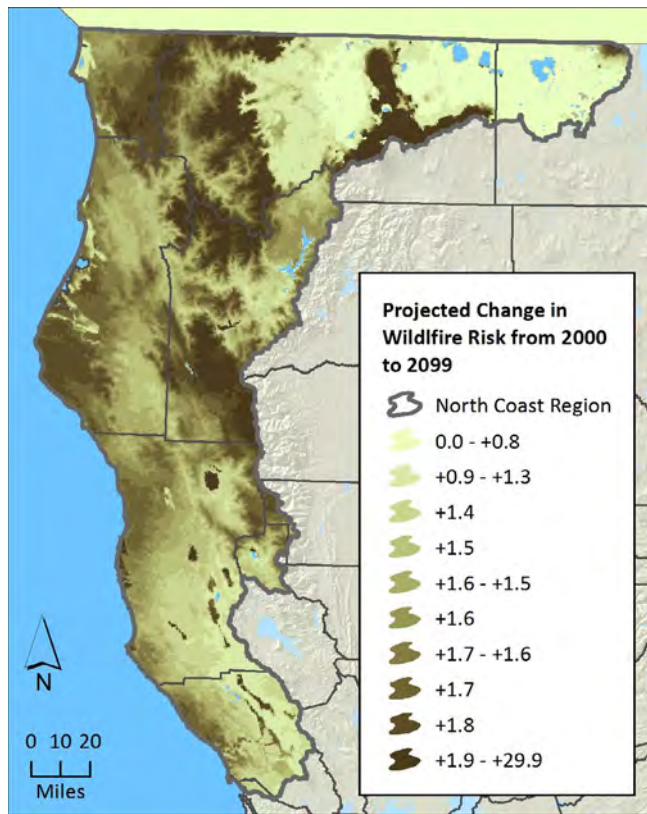 Projected Change in
Wildlfire Risk from 2000
to 2099
North Coast Region
0.0 - +0.8
+0.9 - +1.3
+1.4
+1.5
+1.6 - +1.5
+1.6
+1.7 - +1.6
+1.7
+1.8
+1.9 - +29.9
N
0 10 20
Miles